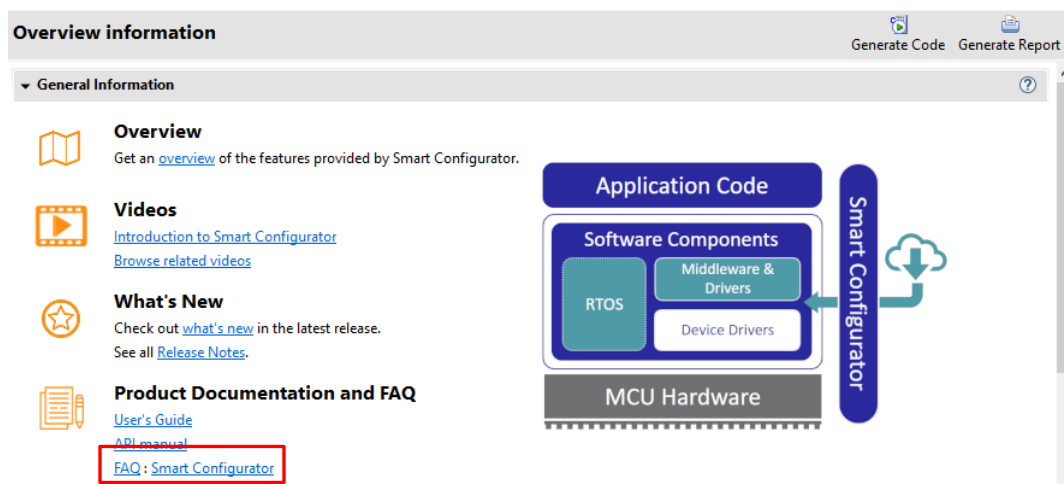 Overview information
Generate Code
Generate Report
General Information
Overview
Get an overview of the features provided by Smart Configurator.
Videos
Introduction to Smart Configurator
Browse related videos
What's New
Check out what's new in the latest release.
See all Release Notes.
Product Documentation and FAQ
User's Guide
API manual
FAQ : Smart Configurator
Application Code
Software Components
RTOS
Middleware &
Drivers
Device Drivers
MCU Hardware
Smart Configurator